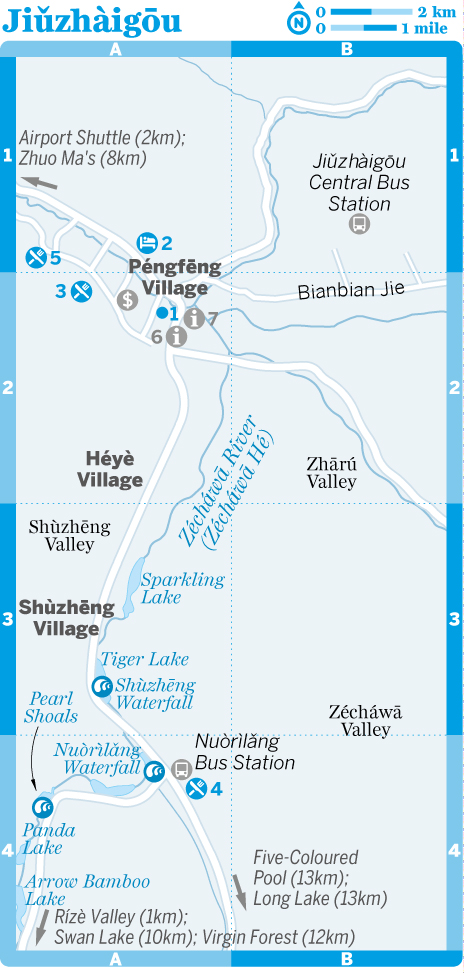 Jiǔzhàigōu
N
0 2 km
0 1 mile
A B
1 1
Airport Shuttle (2km);
Zhuo Ma's (8km)
Jiǔzhàigōu
Central Bus
Station
2
5
Péngfēng
Village
3
$
Bianbian Jie
1
i 7
6 i
2 2
Héyè
Village
Zécháwā River
(Zécháwā Hé)
Zhārú
Valley
Shùzhēng
Valley
Sparkling
Lake
Shùzhēng
Village
3 3
Tiger Lake
Shùzhēng
Waterfall
Pearl
Shoals
Zécháwā
Valley
Nuòrìlǎng
Waterfall
Nuòrìlǎng
Bus Station
4
Panda
Lake
4 4
Five-Coloured
Pool (13km);
Long Lake (13km)
Arrow Bamboo
Lake
Rízè Valley (1km);
Swan Lake (10km); Virgin Forest (12km)
A B